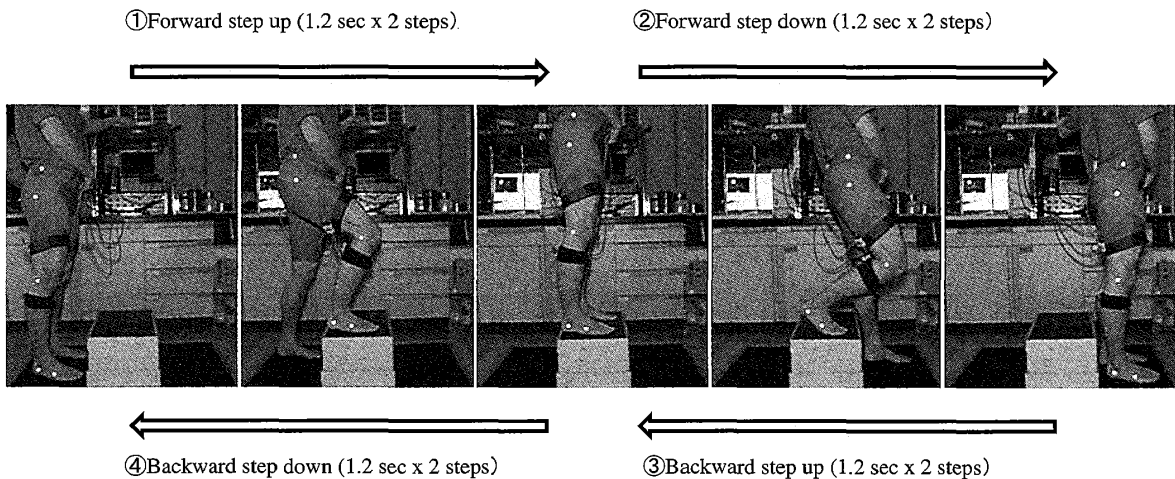 ①Forward step up (1.2 sec x 2 steps)
②Forward step down (1.2 sec x 2 steps)
④Backward step down (1.2 sec x 2 steps)
③Backward step up (1.2 sec x 2 steps)